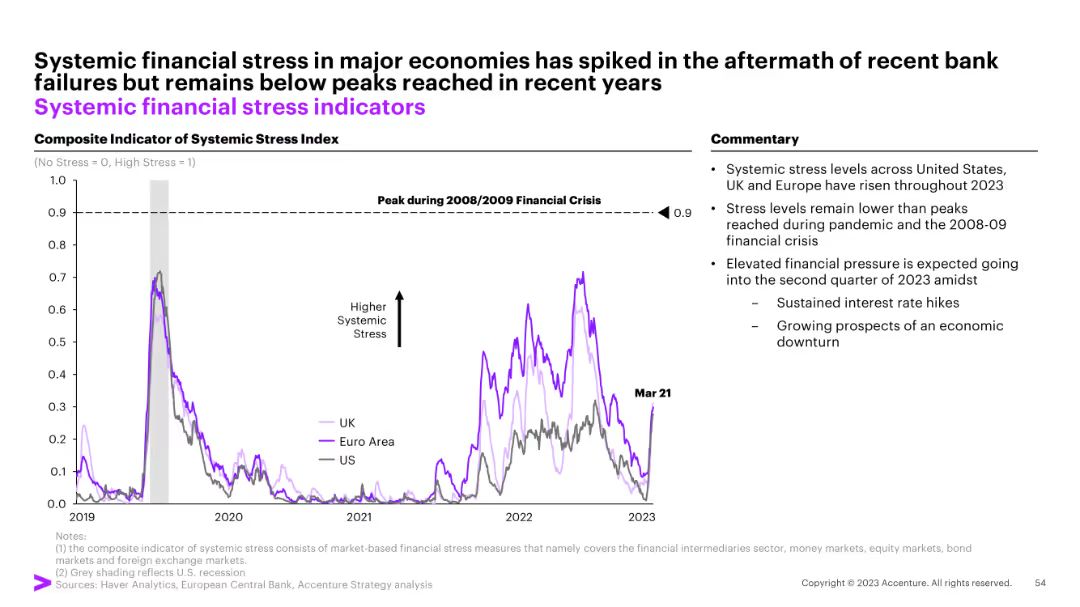 Systemic financial stress in major economies has spiked in the aftermath of recent bank
failures but remains below peaks reached in recent years
Systemic financial stress indicators
Composite Indicator of Systemic Stress Index
(No Stress = 0, High Stress = 1)
1.0
0.9
0.8
0.7
0.6
0.5
0.4
0.3
0.2
0.1
0.0
Peak during 2008/2009 Financial Crisis
0.9
Higher
Systemic
Stress
Mar 21
UK
Euro Area
US
2019
2020
2021
2022
2023
Commentary
• Systemic stress levels across United States,
UK and Europe have risen throughout 2023
• Stress levels remain lower than peaks
reached during pandemic and the 2008-09
financial crisis
• Elevated financial pressure is expected going
into the second quarter of 2023 amidst
– Sustained interest rate hikes
– Growing prospects of an economic
downturn
Notes:
(1) the composite indicator of systemic stress consists of market-based financial stress measures that namely covers the financial intermediaries sector, money markets, equity markets, bond
markets and foreign exchange markets.
(2) Grey shading reflects U.S. recession
Sources: Haver Analytics, European Central Bank, Accenture Strategy analysis
Copyright © 2023 Accenture. All rights reserved.
54